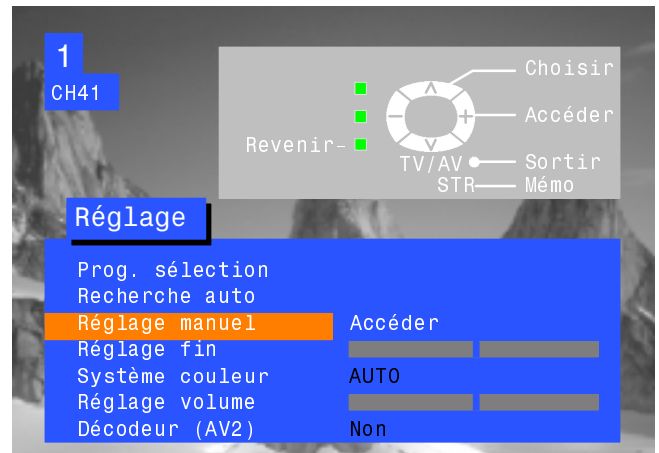 1
CH41
Choisir
Accéder
Revenir
TV/AV Sortir
STR Mémo
Réglage
Prog. sélection
Recherche auto
Réglage manuel Accéder
Réglage fin
Système couleur AUTO
Réglage volume
Décodeur (AV2) Non